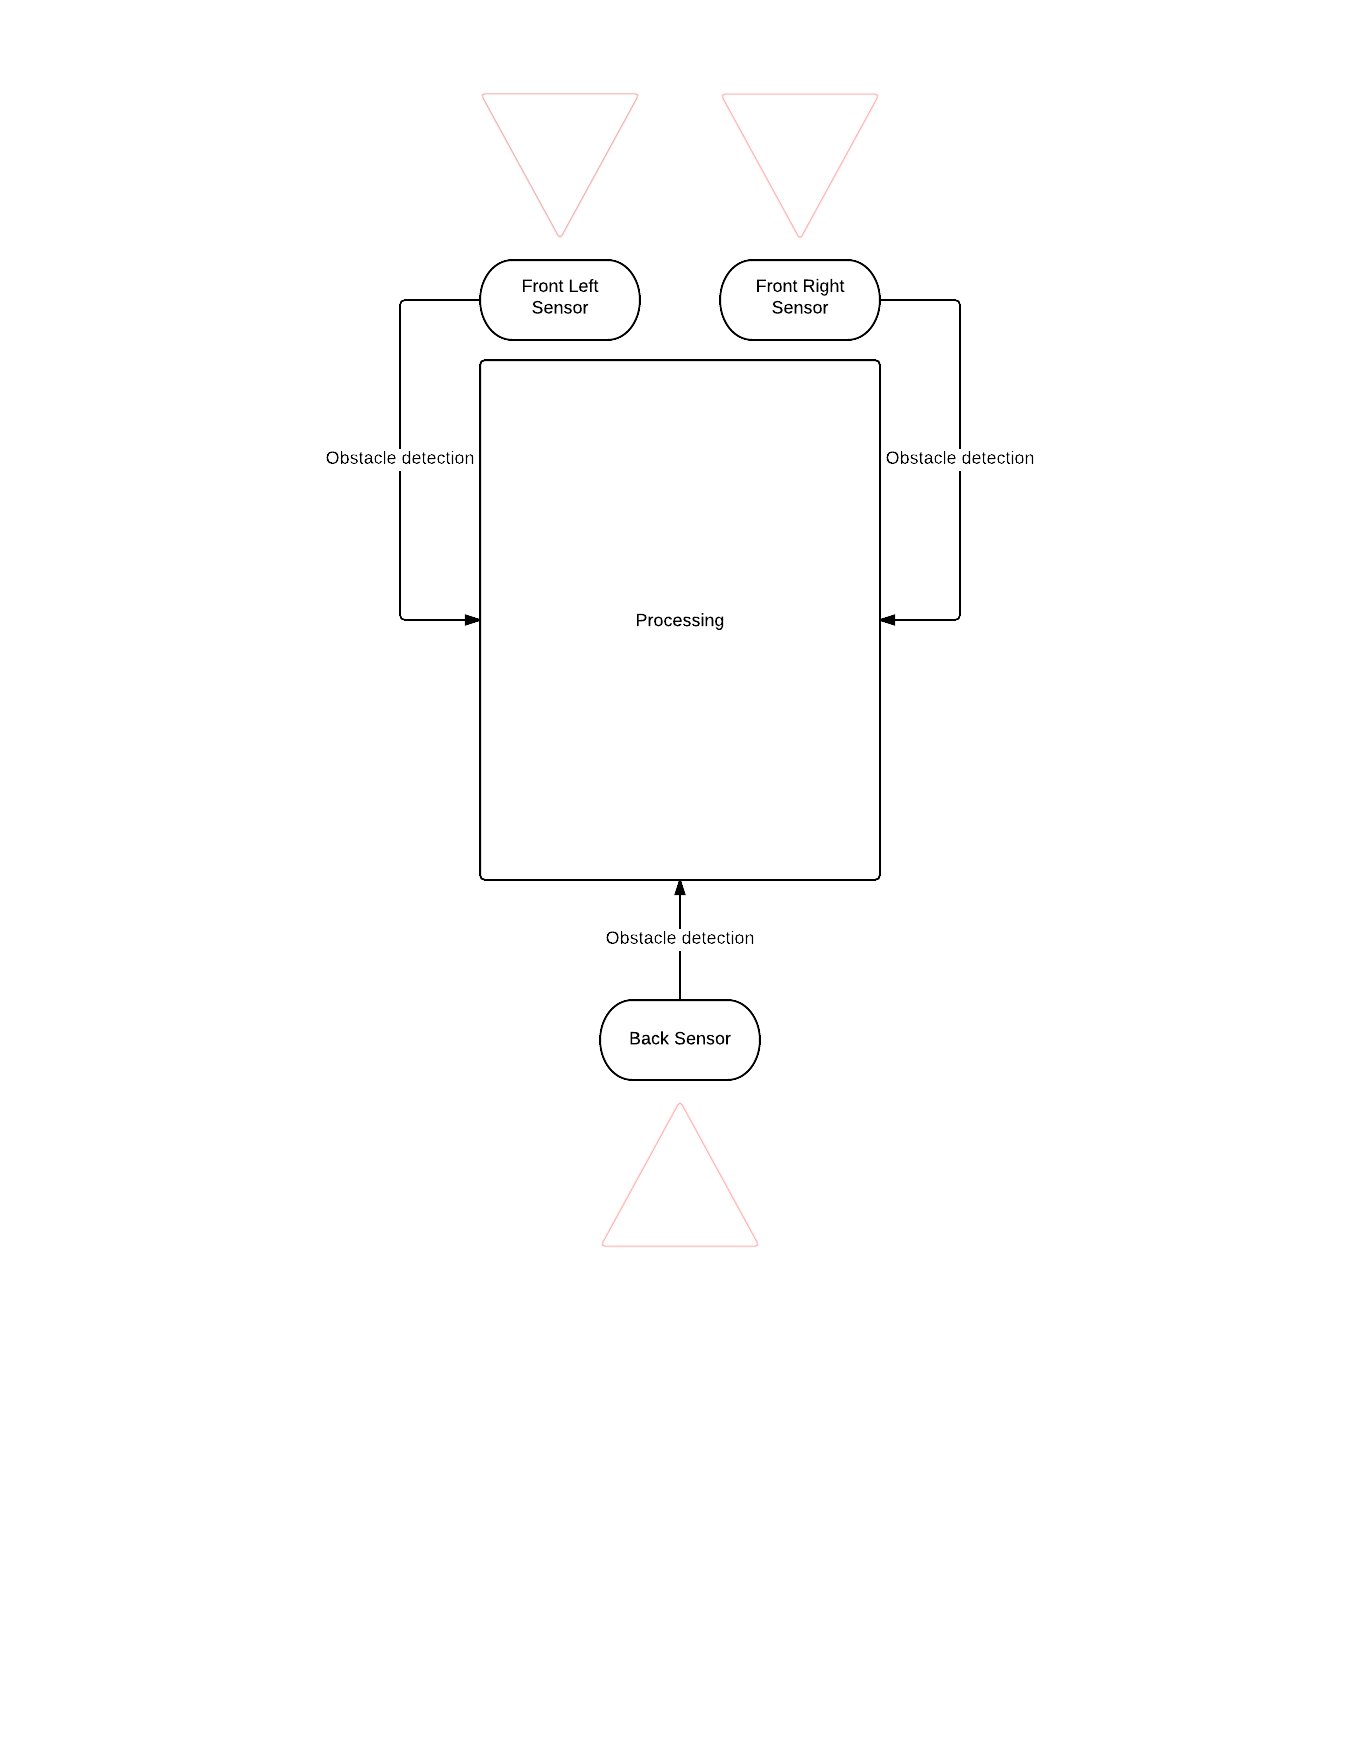 Front Left
Sensor
Front Right
Sensor
Obstacle detection
Obstacle detection
Processing
Obstacle detection
Back Sensor